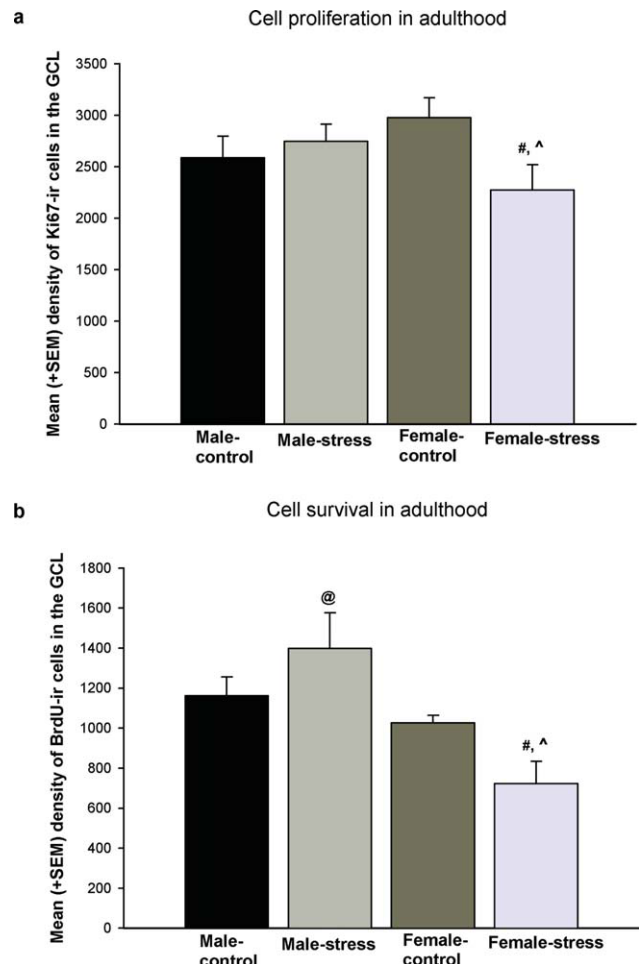 a
Cell proliferation in adulthood
Mean (+SEM) density of Ki67-ir cells in the GCL
3500
3000
2500
2000
1500
1000
500
0
#, ^
Male-
control
Male-stress
Female-
control
Female-stress
b
Cell survival in adulthood
Mean (+SEM) density of BrdU-ir cells in the GCL
1800
1600
1400
1200
1000
800
600
400
200
0
@
#, ^
Male-
control
Male-stress
Female-
control
Female-stress